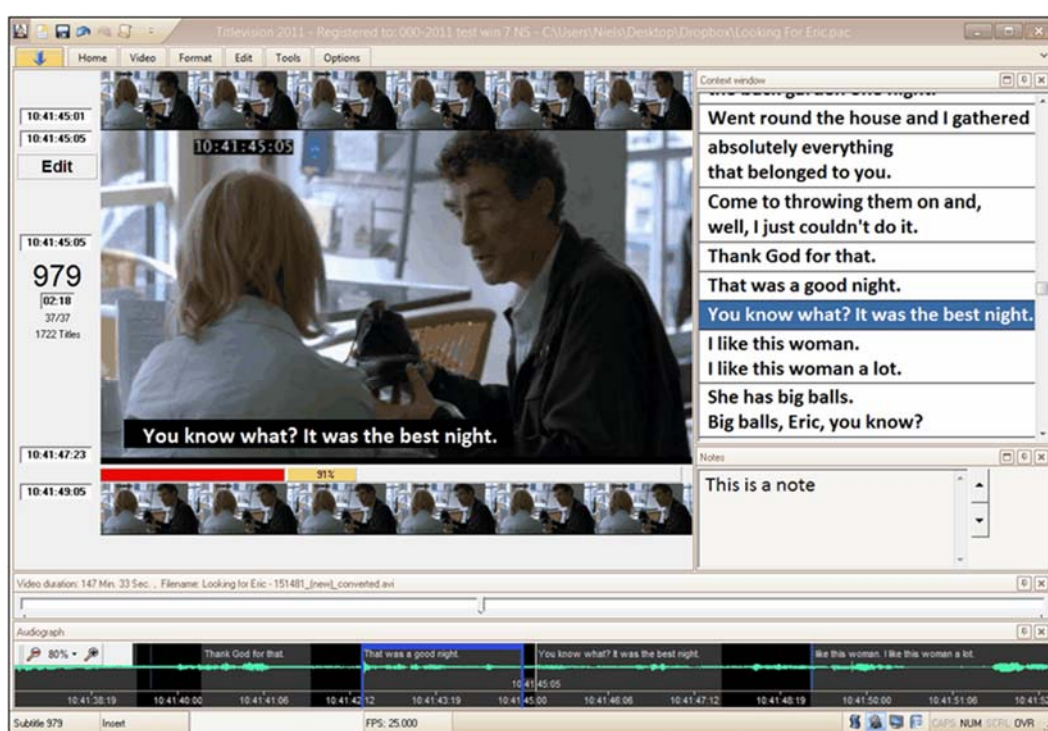 Titlevision 2011 - Registered to: 000-2011 test win 7 NS - C:\Users\Niels\Desktop\Dropbox\Looking For Eric.pac
Home Video Format Edit Tools Options
10:41:45:01
10:41:45:05
Edit
10:41:45:05
979
02:18
37/37
1722 Titles
10:41:47:23
10:41:49:05
10:41:45:05
You know what? It was the best night.
91%
Context window
the back garden one night.
Went round the house and I gathered
absolutely everything
that belonged to you.
Come to throwing them on and,
well, I just couldn't do it.
Thank God for that.
That was a good night.
You know what? It was the best night.
I like this woman.
I like this woman a lot.
She has big balls.
Big balls, Eric, you know?
Notes
This is a note
Video duration: 147 Min. 33 Sec. , Filename: Looking for Eric - 151481_[new]_converted.avi
Audiograph
80%
Thank God for that. That was a good night. You know what? It was the best night. like this woman. I like this woman a lot.
10:41:45:05
10:41:38:19 10:41:40:00 10:41:41:06 10:41:42:12 10:41:43:19 10:41:45:00 10:41:46:06 10:41:47:12 10:41:48:19 10:41:50:00 10:41:51:06 10:41:52
Subtitle 979 Insert FPS: 25.000 CAPS NUM SCRL OVR